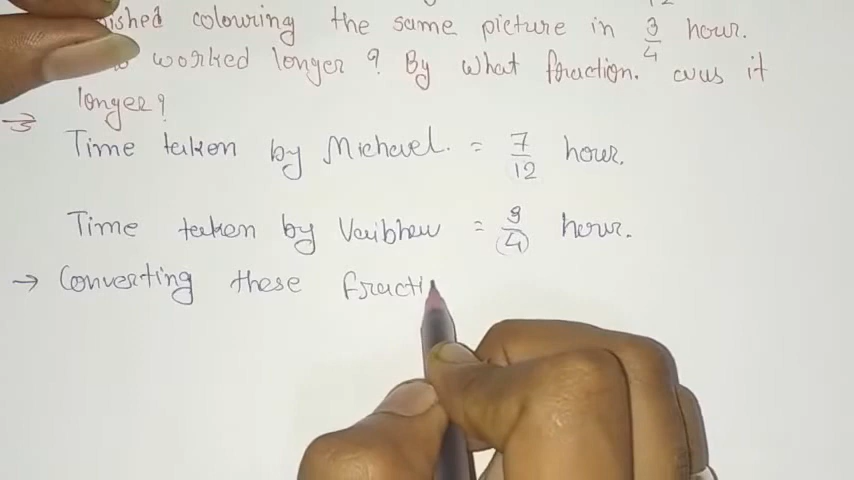 ished colouring the same picture in 3/4 hour.
worked longer ? By what fraction. was it
longer ?
Time taken by Michael. = 7/12 hour.
Time taken by Vaibhav = 3/4 hour.
→ Converting these fracti